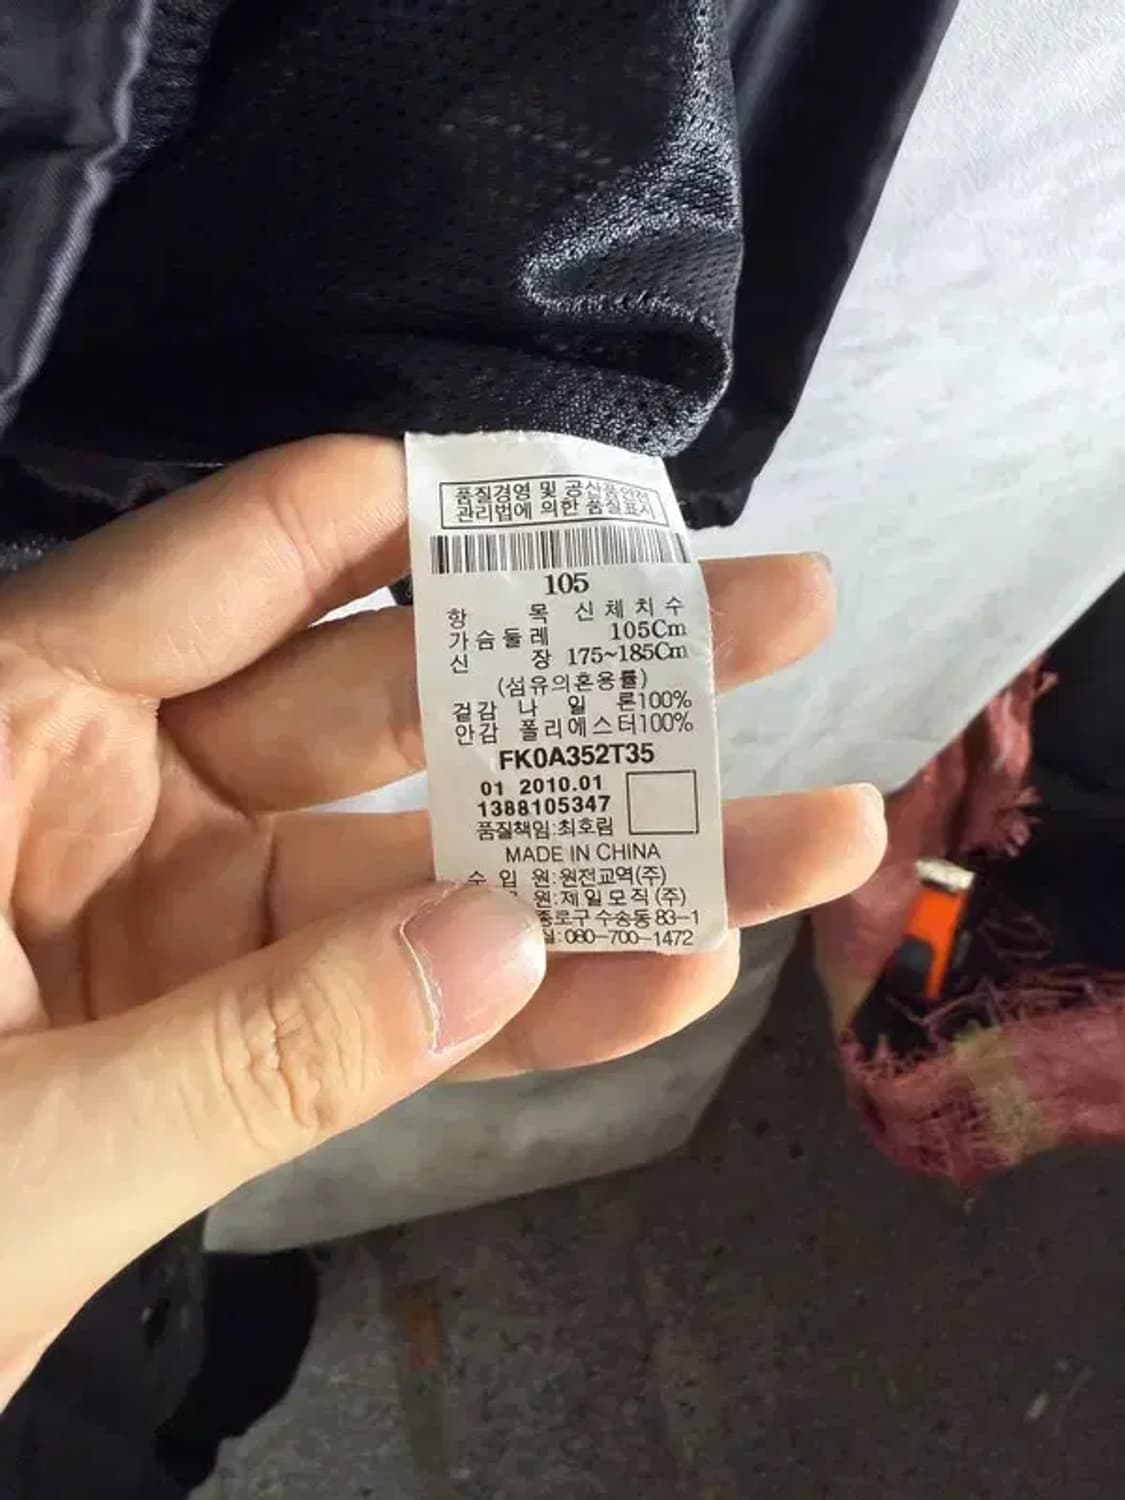 품질경영 및 공산품안전
관리법에 의한 품질표시
105
항 목 신 체 치 수
가 슴 둘 레 105Cm
신 장 175~185Cm
(섬유의혼용률)
겉감 나 일 론100%
안감 폴리에스터100%
FK0A352T35
01 2010.01
1388105347
품질책임:최호림
MADE IN CHINA
수 입 원:원전교역(주)
원:제일모직(주)
종로구 수송동 83-1
실:080-700-1472